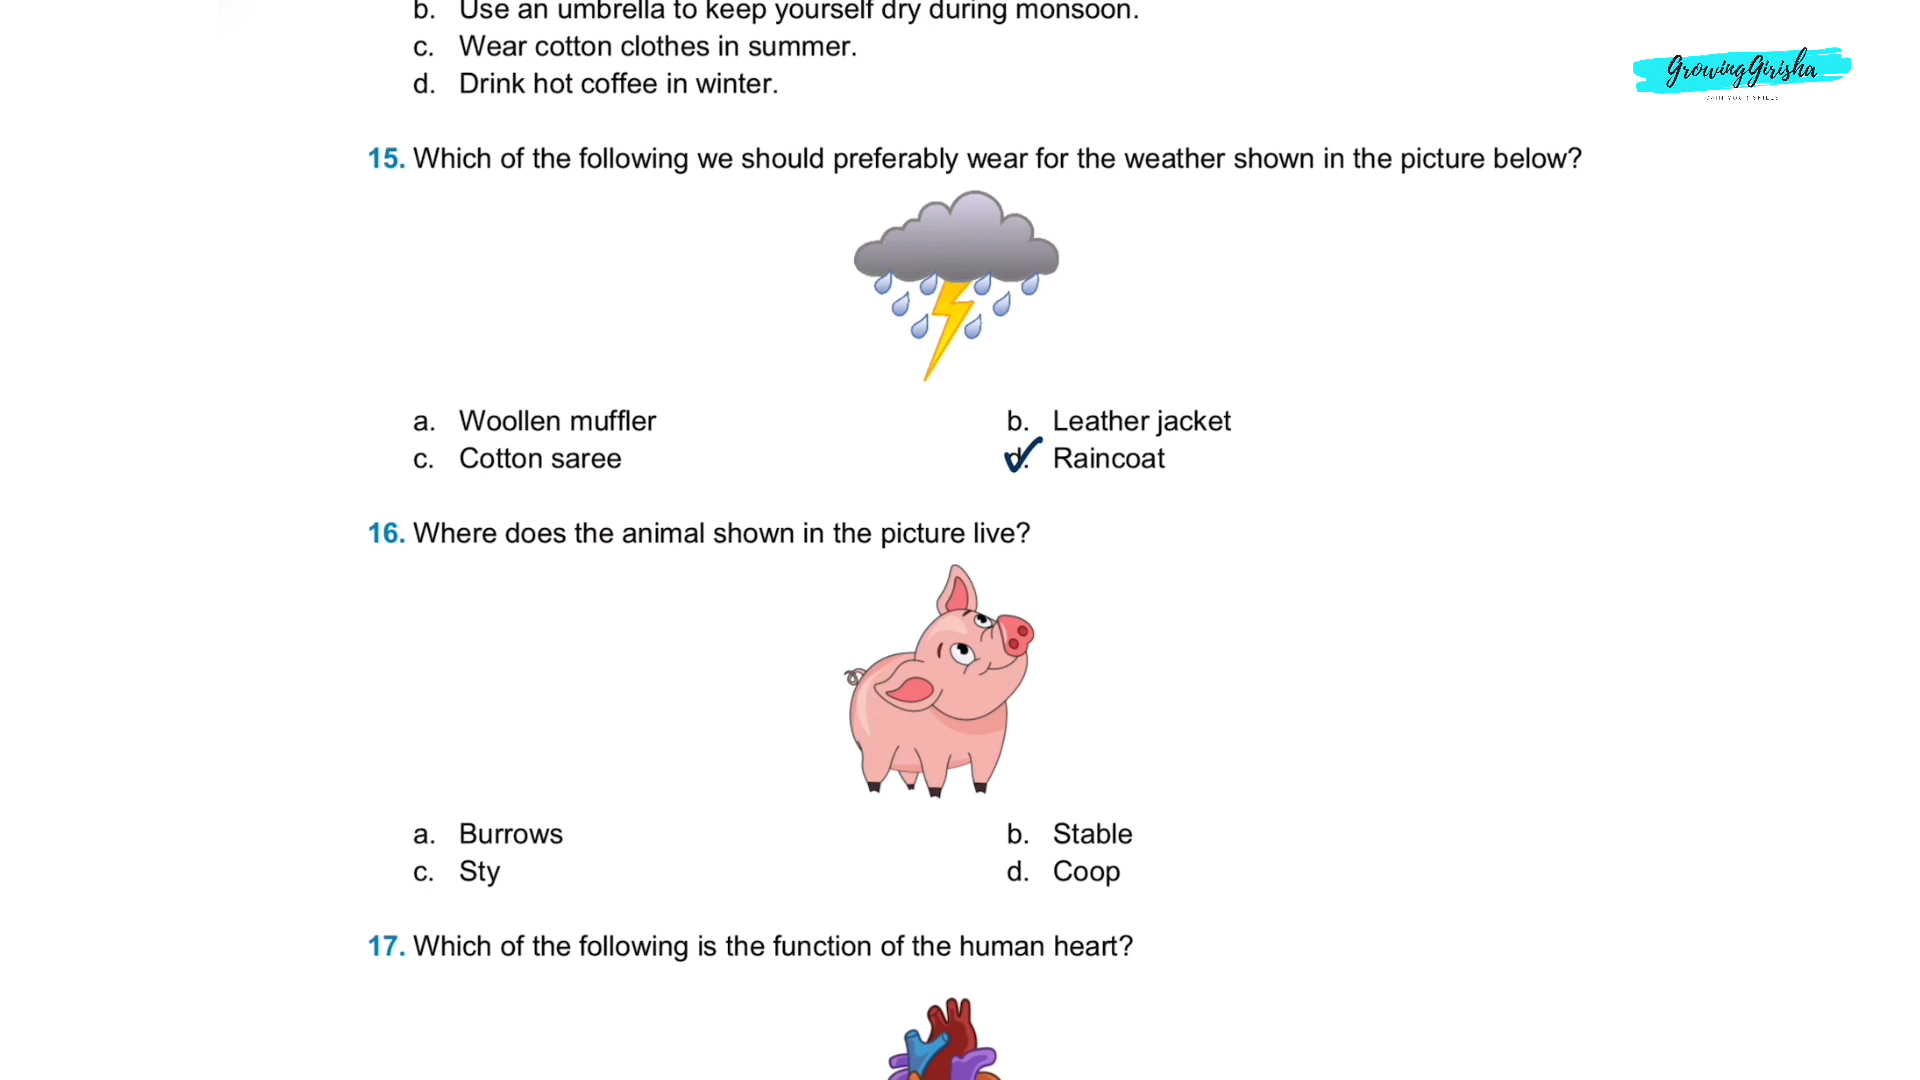 b. Use an umbrella to keep yourself dry during monsoon.
c. Wear cotton clothes in summer.
d. Drink hot coffee in winter.
GrowingGirisha
15. Which of the following we should preferably wear for the weather shown in the picture below?
a. Woollen muffler
b. Leather jacket
c. Cotton saree
d. Raincoat
16. Where does the animal shown in the picture live?
a. Burrows
b. Stable
c. Sty
d. Coop
17. Which of the following is the function of the human heart?